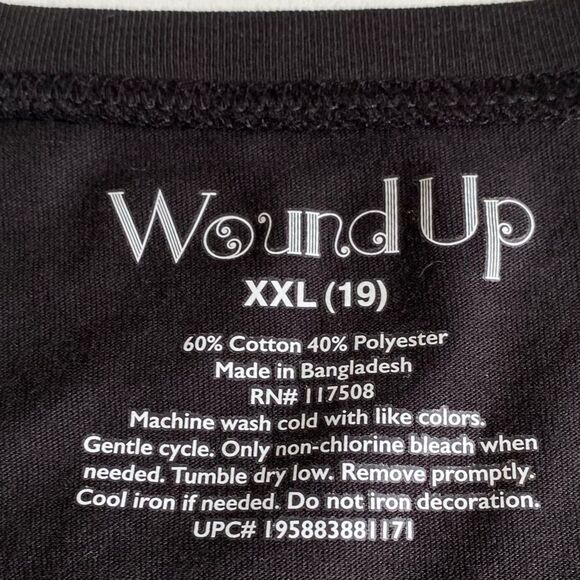 Wound Up
XXL (19)
60% Cotton 40% Polyester
Made in Bangladesh
RN# 117508
Machine wash cold with like colors.
Gentle cycle. Only non-chlorine bleach when
needed. Tumble dry low. Remove promptly.
Cool iron if needed. Do not iron decoration.
UPC# 195883881171